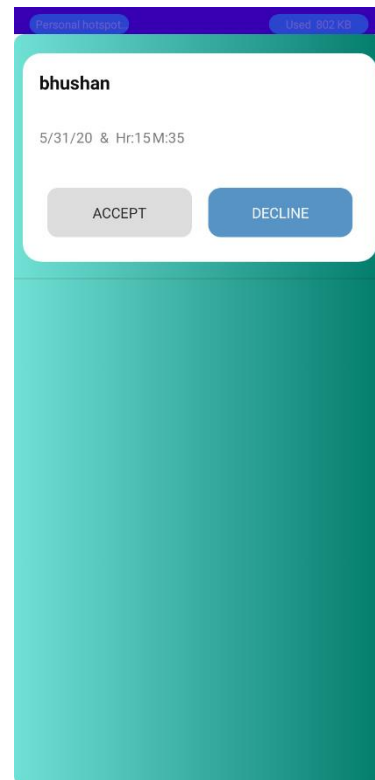 Personal hotspot
Used 802 KB
bhushan
5/31/20 & Hr:15M:35
ACCEPT
DECLINE